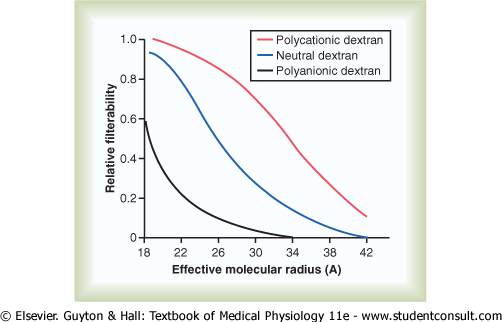 Polycationic dextran
Neutral dextran
Polyanionic dextran
Relative filterability
1.0
0.8
0.6
0.4
0.2
0
18 22 26 30 34 38 42
Effective molecular radius (A)
© Elsevier. Guyton & Hall: Textbook of Medical Physiology 11e - www.studentconsult.com